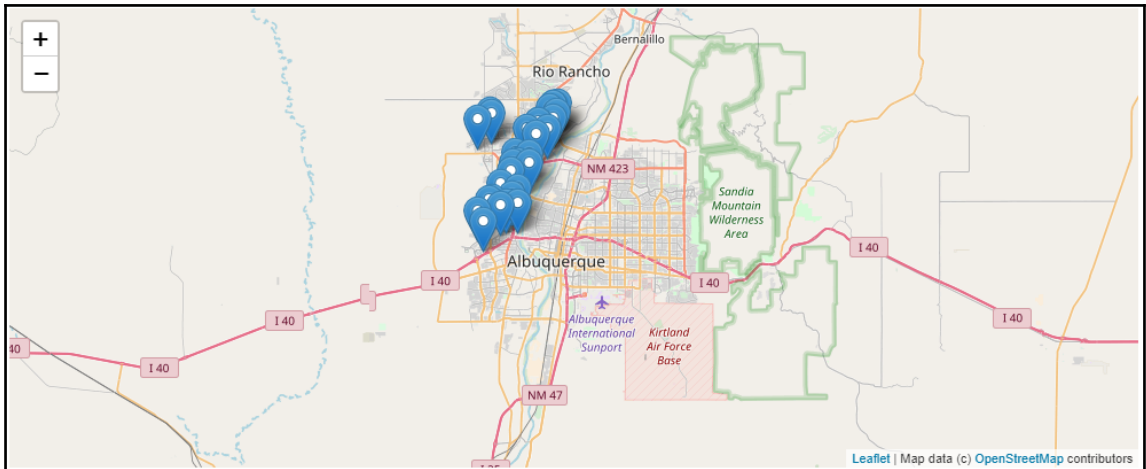 +
−
Bernalillo
Rio Rancho
NM 423
Sandia
Mountain
Wilderness
Area
I 40
Albuquerque
I 40
I 40
I 40
Albuquerque
International
Sunport
Kirtland
Air Force
Base
I 40
I 40
40
I 40
NM 47
Leaflet | Map data (c) OpenStreetMap contributors